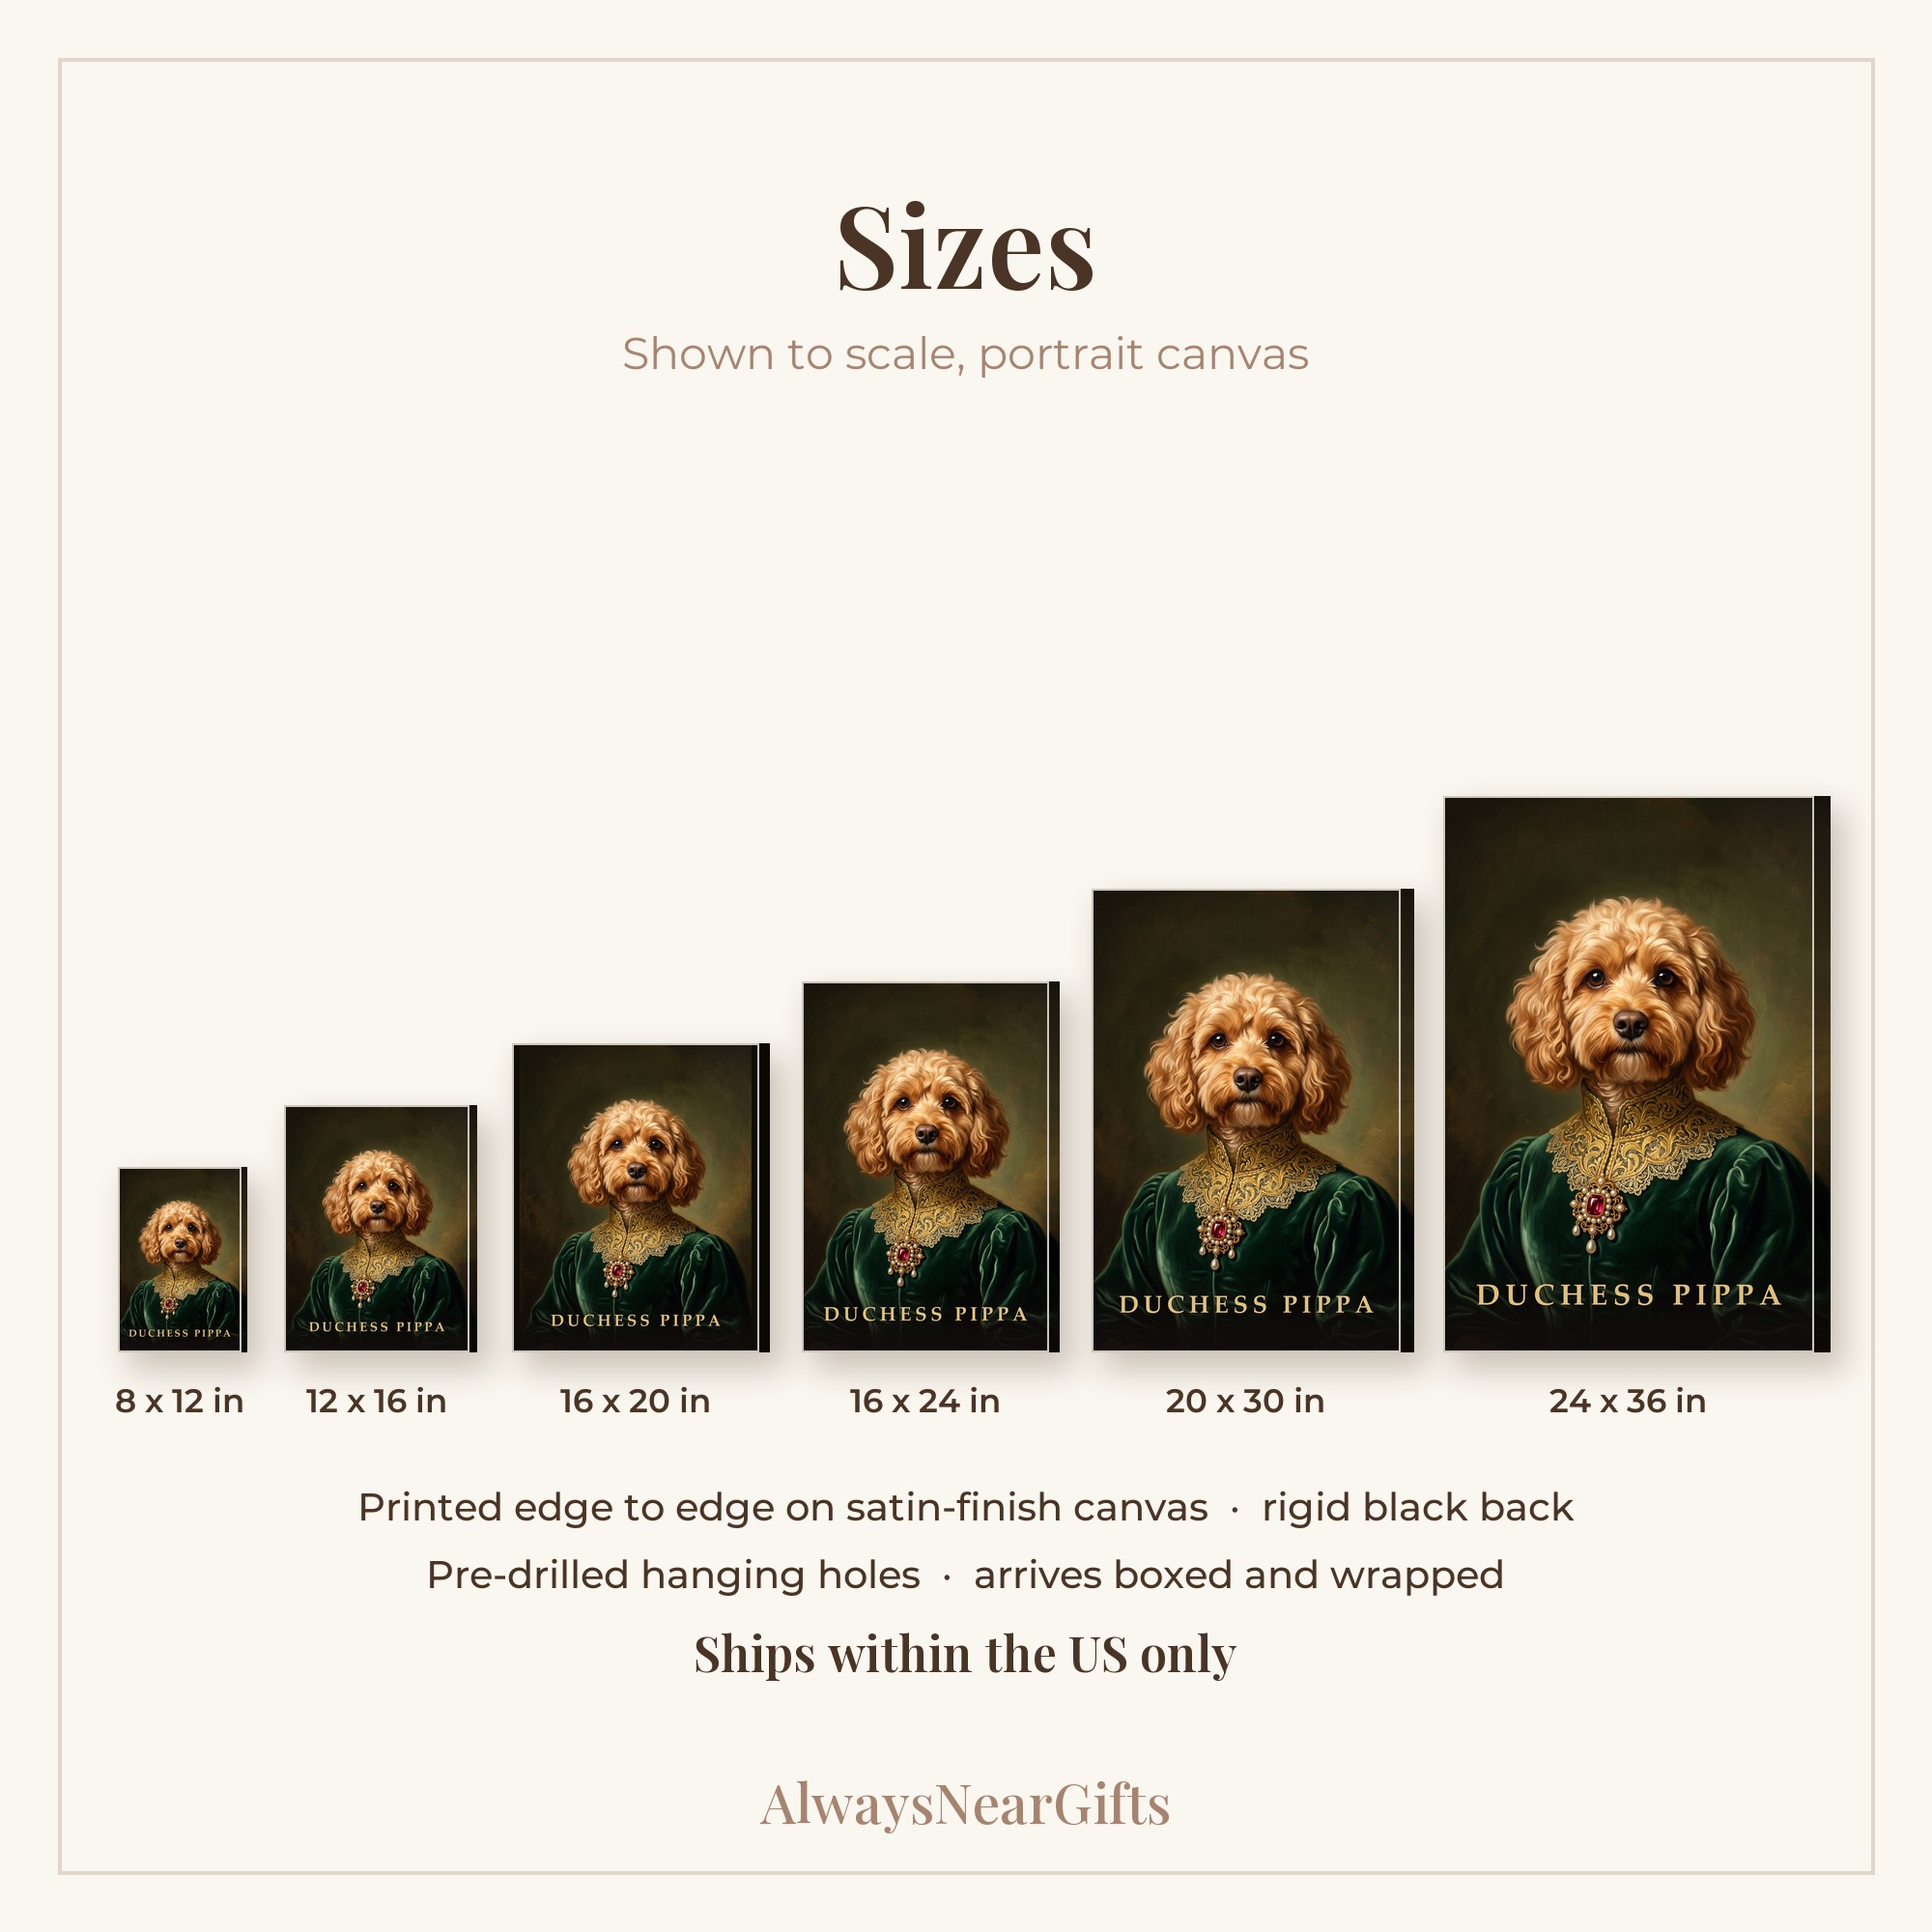 Sizes
Shown to scale, portrait canvas
DUCHESS PIPPA
DUCHESS PIPPA
DUCHESS PIPPA
DUCHESS PIPPA
DUCHESS PIPPA
DUCHESS PIPPA
8 x 12 in
12 x 16 in
16 x 20 in
16 x 24 in
20 x 30 in
24 x 36 in
Printed edge to edge on satin-finish canvas · rigid black back
Pre-drilled hanging holes · arrives boxed and wrapped
Ships within the US only
AlwaysNearGifts